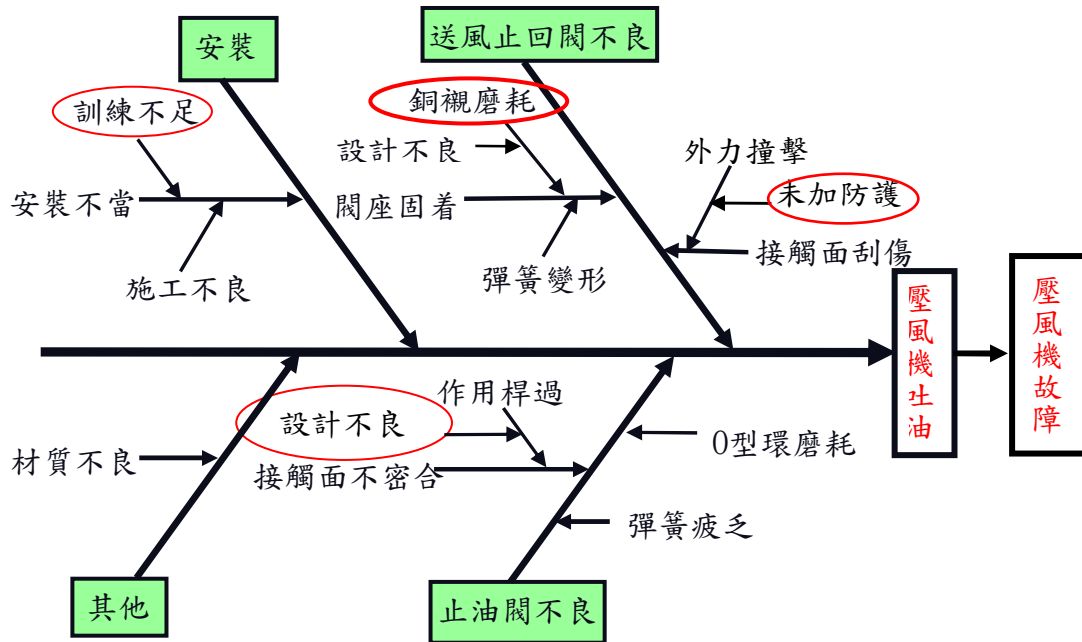 安裝
送風止回閥不良
訓練不足
銅襯磨耗
設計不良
外力撞擊
未加防護
安裝不當
閥座固着
接觸面刮傷
施工不良
彈簧變形
壓風機吐油
壓風機故障
作用桿過
設計不良
O型環磨耗
材質不良
接觸面不密合
彈簧疲乏
其他
止油閥不良